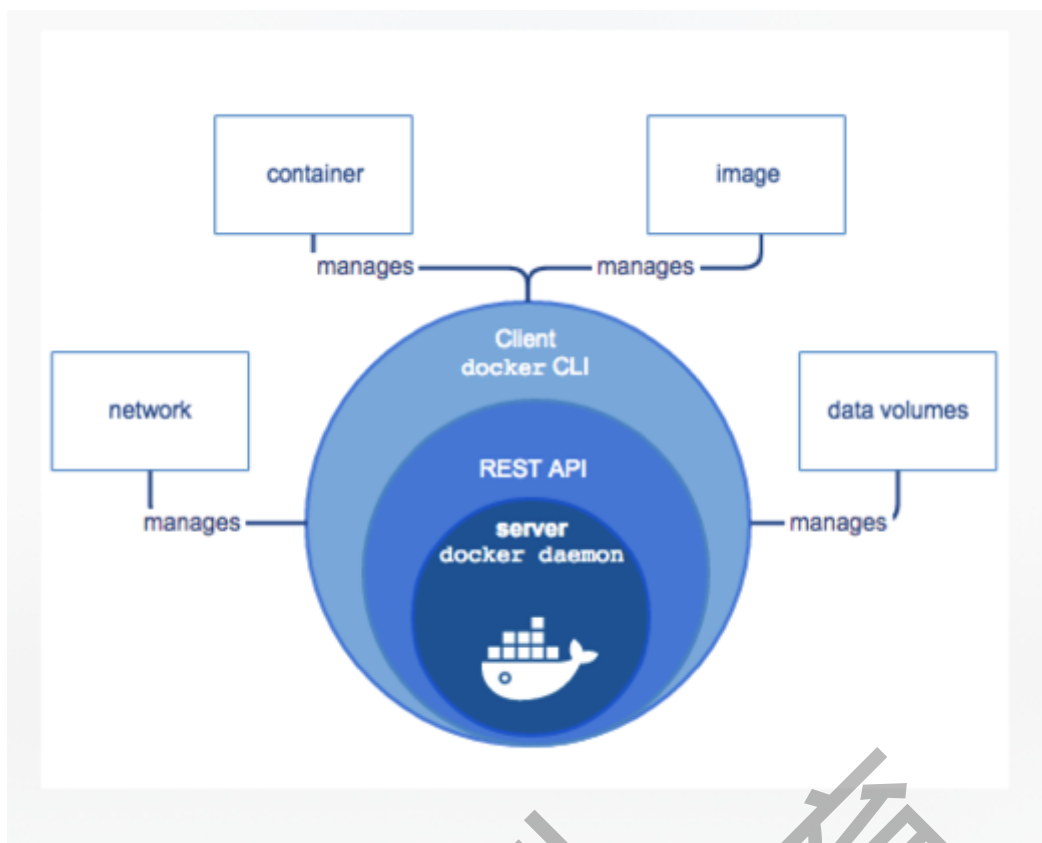 container
image
manages
manages
Client
docker CLI
network
data volumes
REST API
manages
server
manages
docker daemon